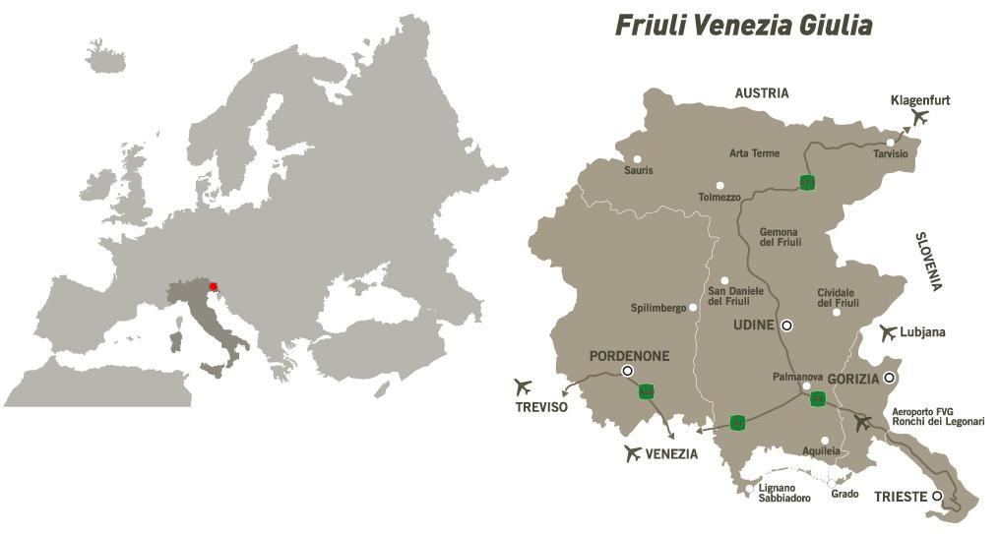 Friuli Venezia Giulia
AUSTRIA
Klagenfurt
Arta Terme
Tarvisio
Sauris
Tolmezzo
Gemona
del Friuli
SLOVENIA
San Daniele
del Friuli
Cividale
del Friuli
Spilimbergo
UDINE
Lubjana
PORDENONE
Palmanova
GORIZIA
TREVISO
Aeroporto FVG
Ronchi dei Legonari
VENEZIA
Aquileia
Lignano
Sabbiadoro
Grado
TRIESTE